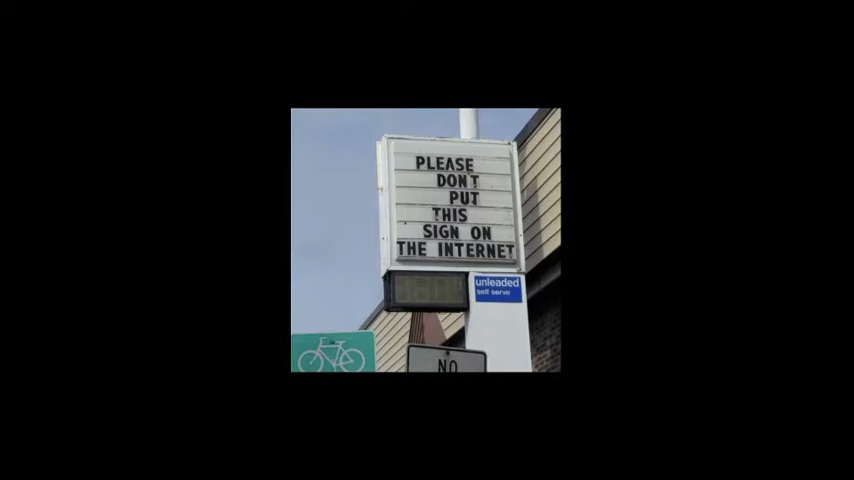 PLEASE
DON'T
PUT
THIS
SIGN ON
THE INTERNET
unleaded
self serve
NO